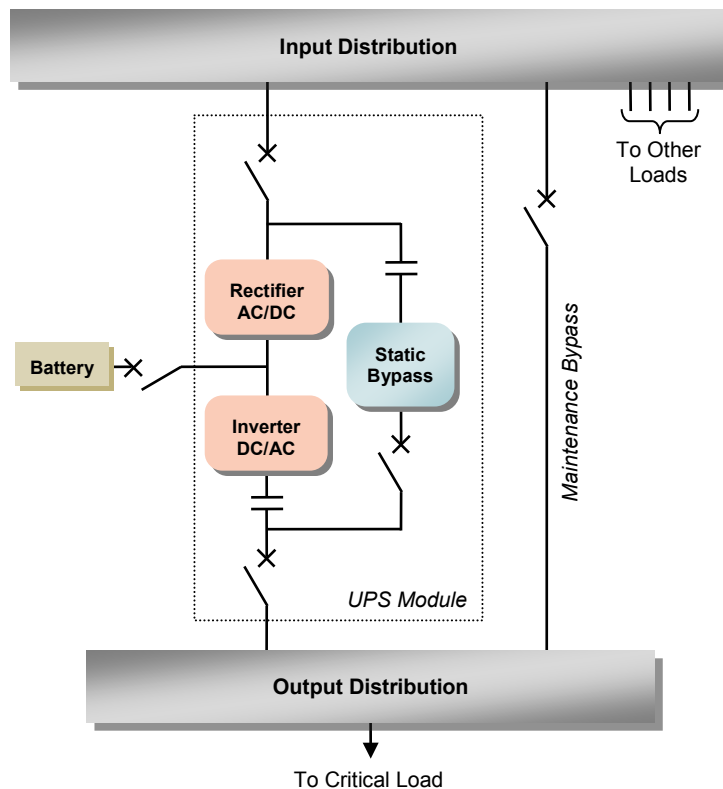 Input Distribution
To Other
Loads
Rectifier
AC/DC
Static
Bypass
Battery
Inverter
DC/AC
Maintenance Bypass
UPS Module
Output Distribution
To Critical Load